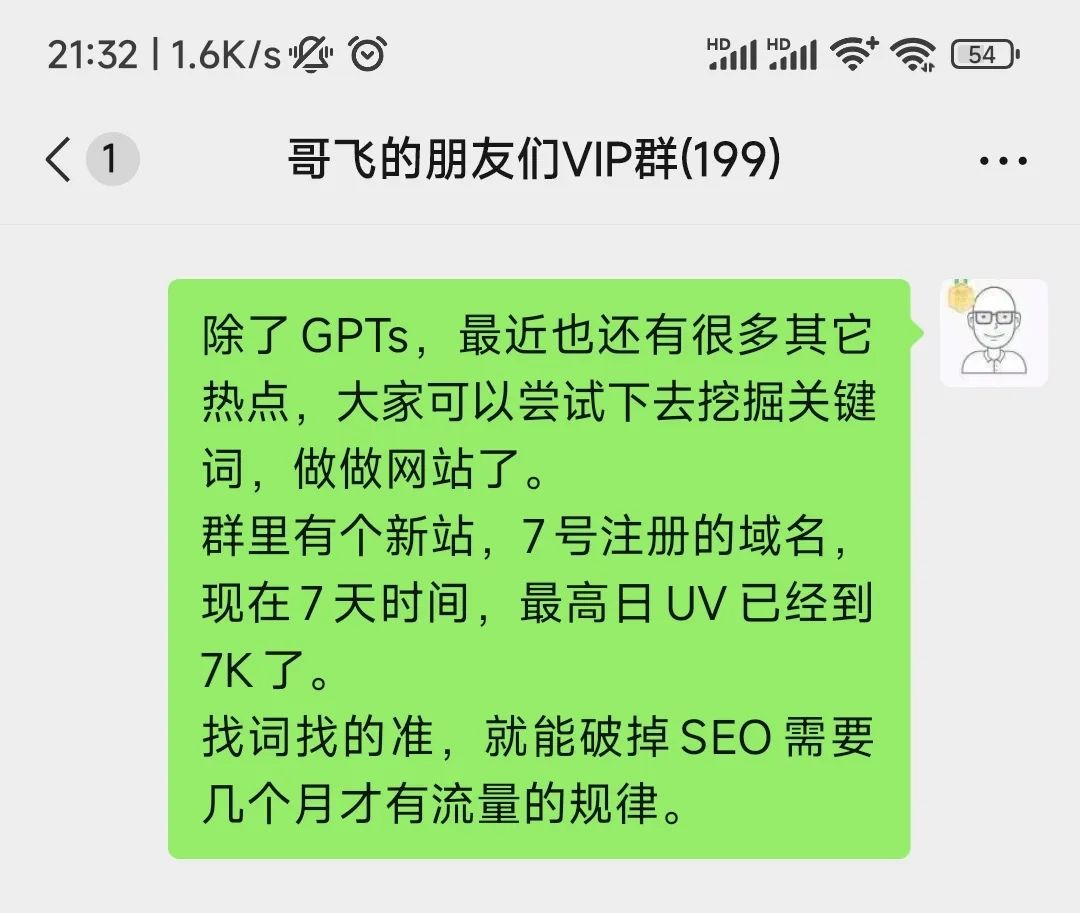 21:32 | 1.6K/s HD HD 54
1 哥飞的朋友们VIP群(199)
除了 GPTs，最近也还有很多其它
热点，大家可以尝试下去挖掘关键
词，做做网站了。
群里有个新站，7 号注册的域名，
现在 7 天时间，最高日 UV 已经到
7K 了。
找词找的准，就能破掉 SEO 需要
几个月才有流量的规律。